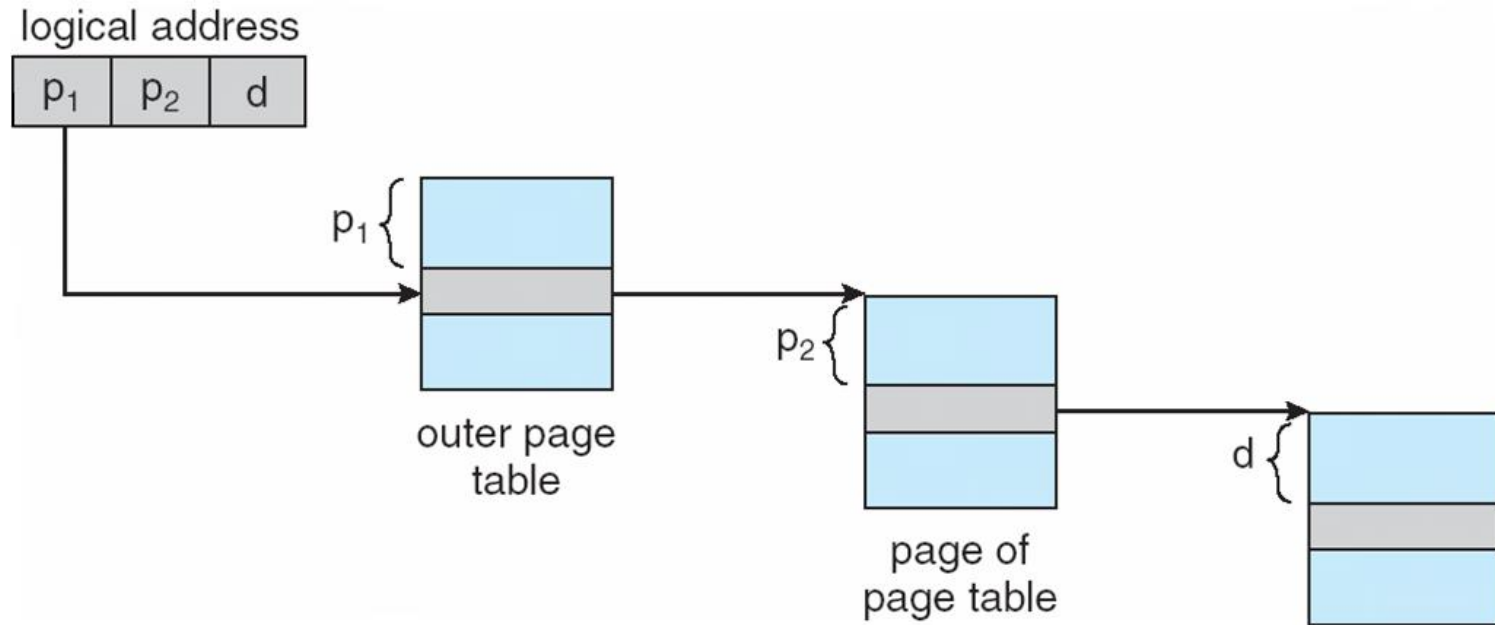 logical address
p₁ p₂ d
p₁
outer page
table
p₂
page of
page table
d